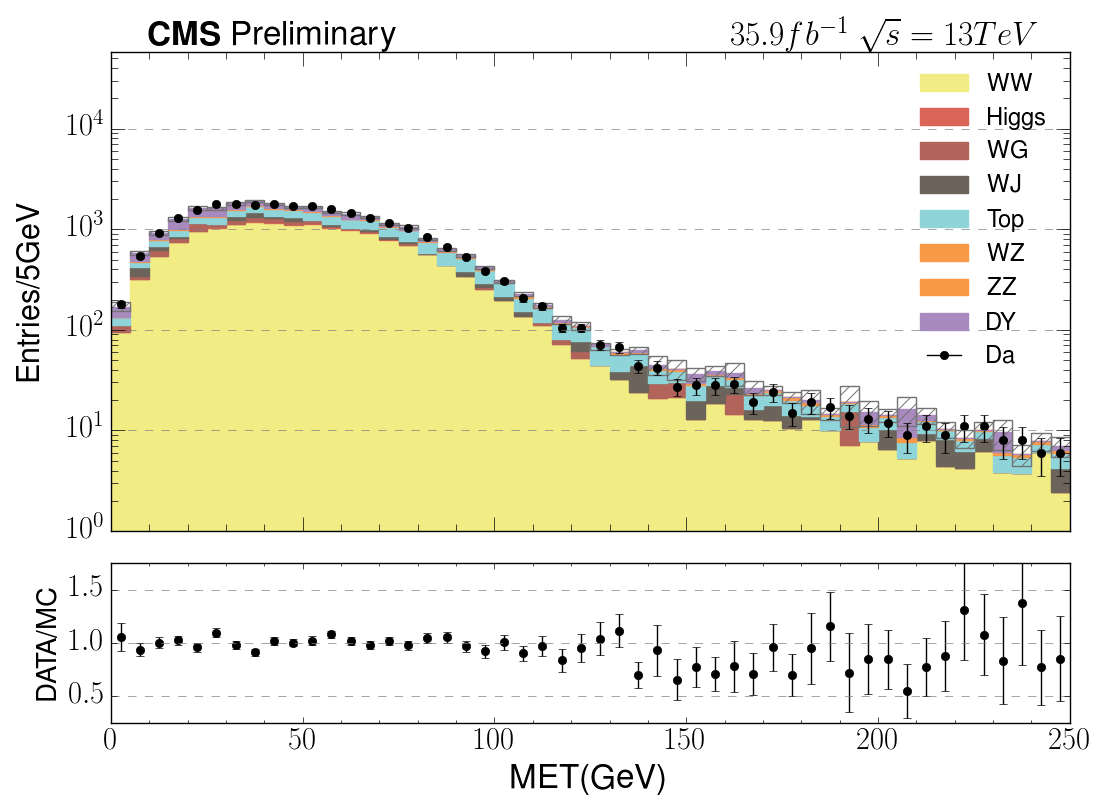 CMS Preliminary 35.9fb⁻¹ √s = 13TeV
Entries/5GeV
10⁴
10³
10²
10¹
10⁰
WW
Higgs
WG
WJ
Top
WZ
ZZ
DY
Da
DATA/MC
1.5
1.0
0.5
0 50 100 150 200 250
MET(GeV)